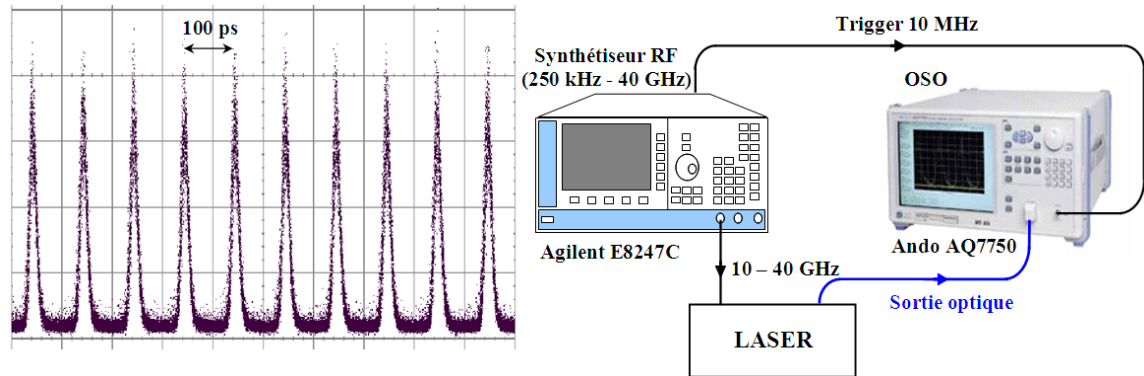 100 ps
Trigger 10 MHz
Synthétiseur RF
(250 kHz - 40 GHz)
OSO
Agilent E8247C
Ando AQ7750
10 – 40 GHz
Sortie optique
LASER